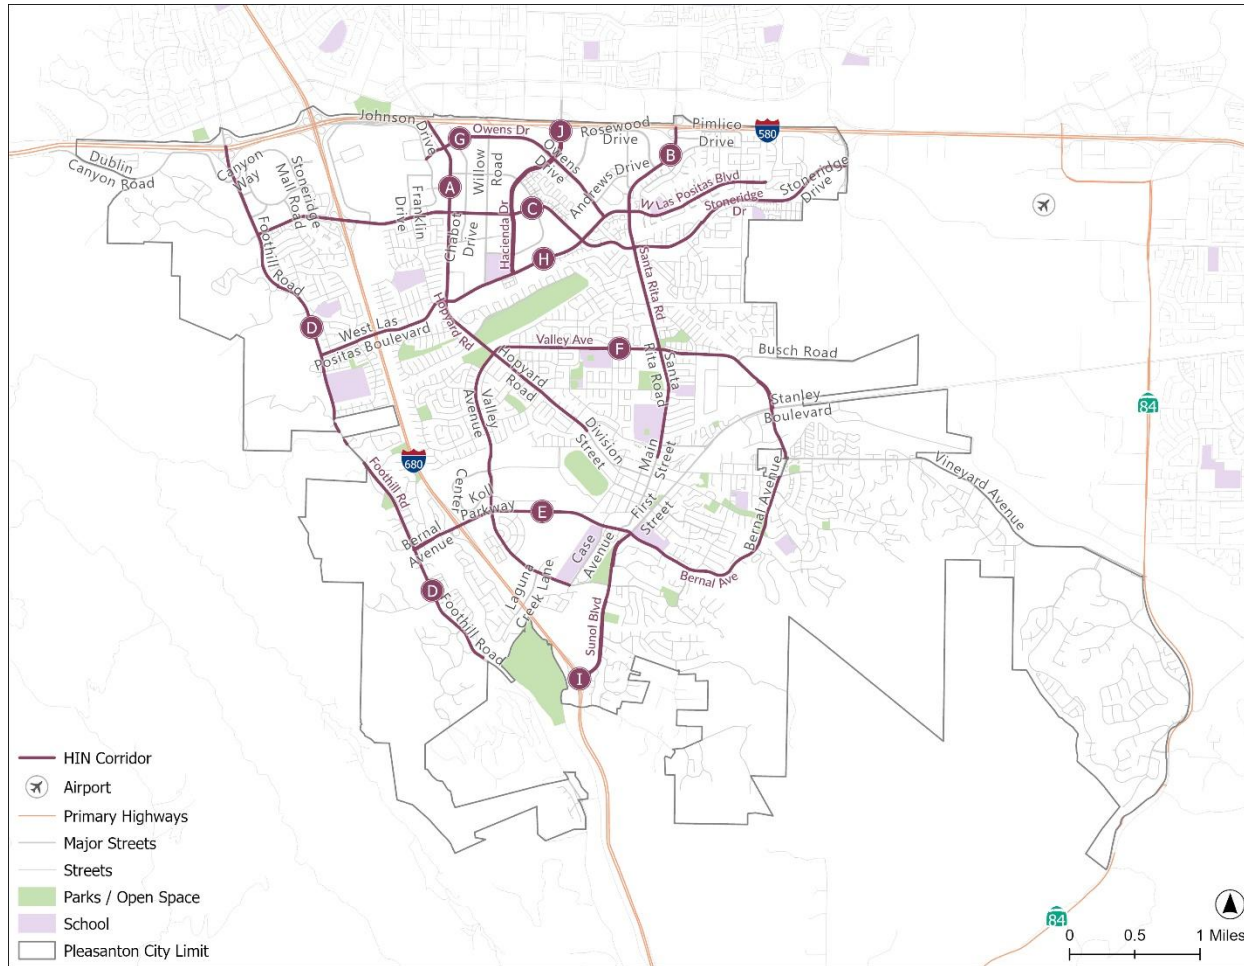 Johnson Drive
G
Owens Dr
J
Rosewood
Drive
Pimlico
Drive
580
B
Dublin
Canyon Road
Canyon
Way
Stoneridge
Mall Road
A
Willow
Road
Owens
Drive
Andrews Drive
W Las Positas Blvd
Stoneridge
Drive
Stoneridge
Dr
Franklin
Drive
Chabot
Drive
C
Hacienda Dr
Foothill Road
H
Santa Rita Rd
D
West Las
Positas Boulevard
Hopyard Rd
Valley Ave
F
Busch Road
Hopyard
Road
Santa
Rita Road
Valley
Avenue
Stanley
Boulevard
84
Division
Street
Main
Street
680
Foothill Rd
Koll
Center
Parkway
First
Street
Bernal Avenue
Vineyard Avenue
E
Bernal
Avenue
Case
Avenue
Bernal Ave
D
Laguna
Creek Lane
Foothill Road
Sunol Blvd
I
HIN Corridor
Airport
Primary Highways
Major Streets
Streets
Parks / Open Space
School
Pleasanton City Limit
84
0 0.5 1 Miles